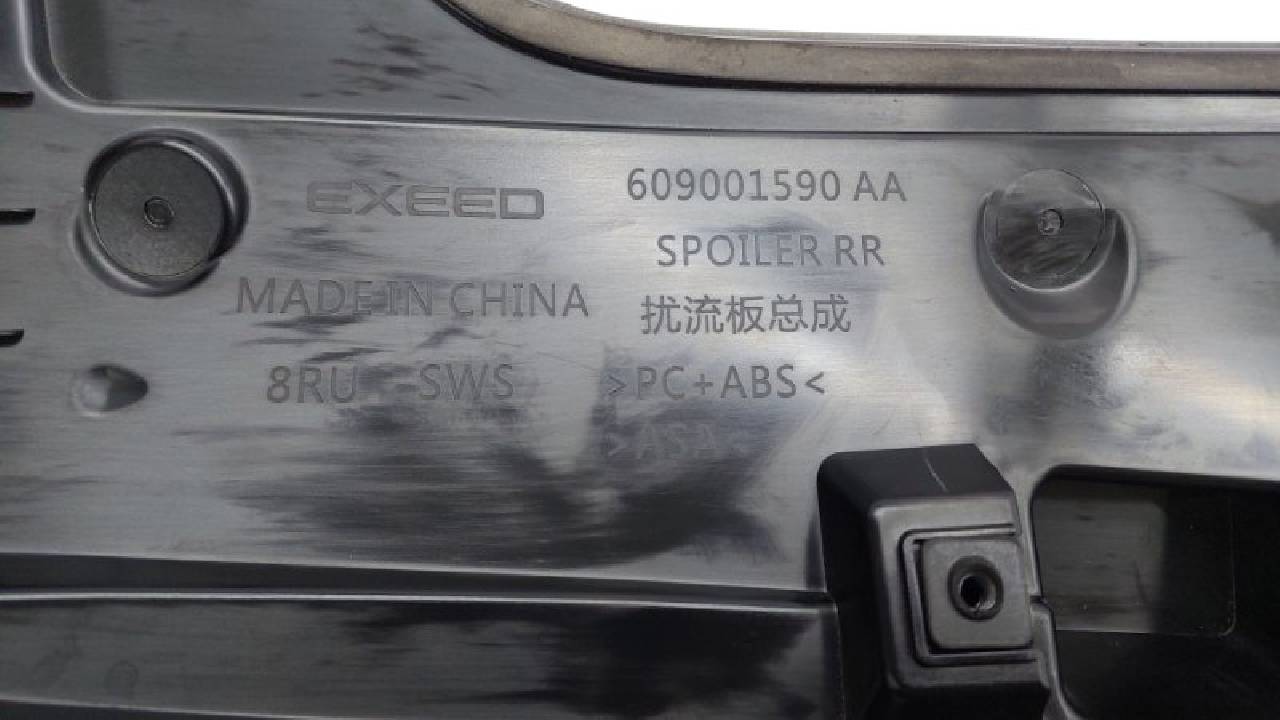 EXEED
MADE IN CHINA
8RU -SWS
609001590 AA
SPOILER RR
扰流板总成
>PC+ABS<
>ASA<